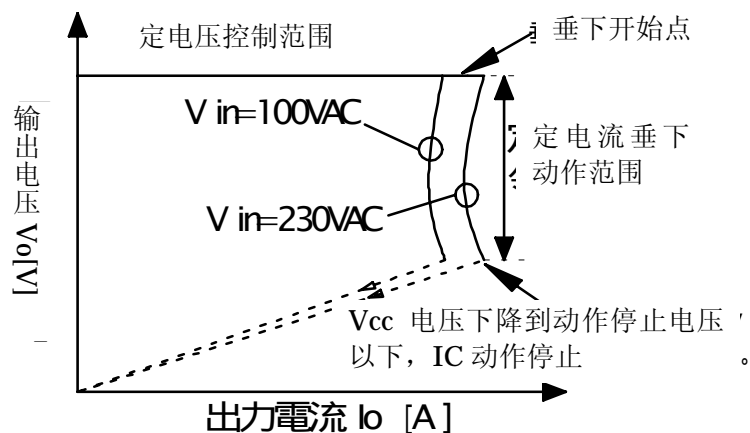 定电压控制范围
垂下开始点
V in=100VAC
定电流垂下
动作范围
V in=230VAC
输出电压 Vo[V]
Vcc 电压下降到动作停止电压
以下，IC 动作停止 。
出力電流 Io [A]